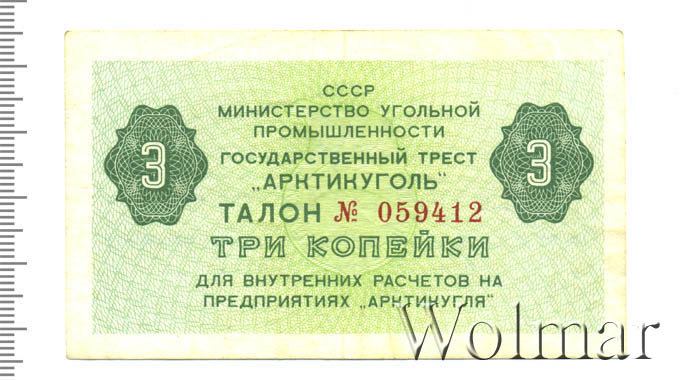 СССР
МИНИСТЕРСТВО УГОЛЬНОЙ
ПРОМЫШЛЕННОСТИ
ГОСУДАРСТВЕННЫЙ ТРЕСТ
„АРКТИКУГОЛЬ"
3
3
ТАЛОН № 059412
ТРИ КОПЕЙКИ
ДЛЯ ВНУТРЕННИХ РАСЧЕТОВ НА
ПРЕДПРИЯТИЯХ „АРКТИКУГЛЯ"
Wolmar